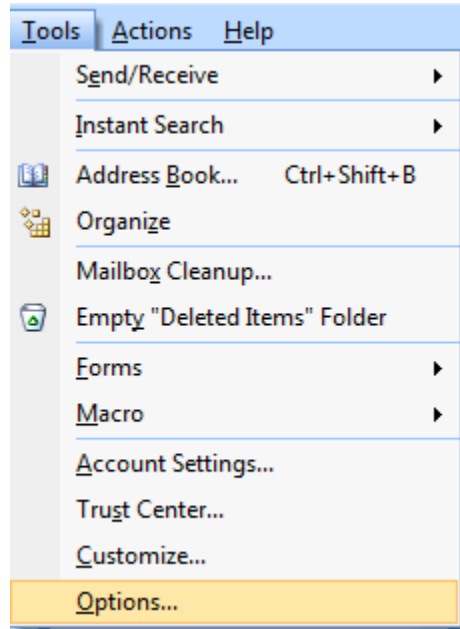 Tools Actions Help
Send/Receive
Instant Search
Address Book... Ctrl+Shift+B
Organize
Mailbox Cleanup...
Empty "Deleted Items" Folder
Forms
Macro
Account Settings...
Trust Center...
Customize...
Options...